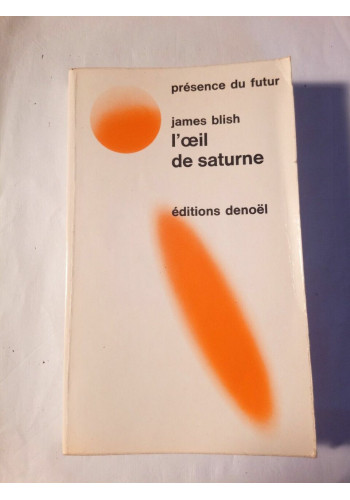 présence du futur
james blish
l'œil
de saturne
éditions denoël